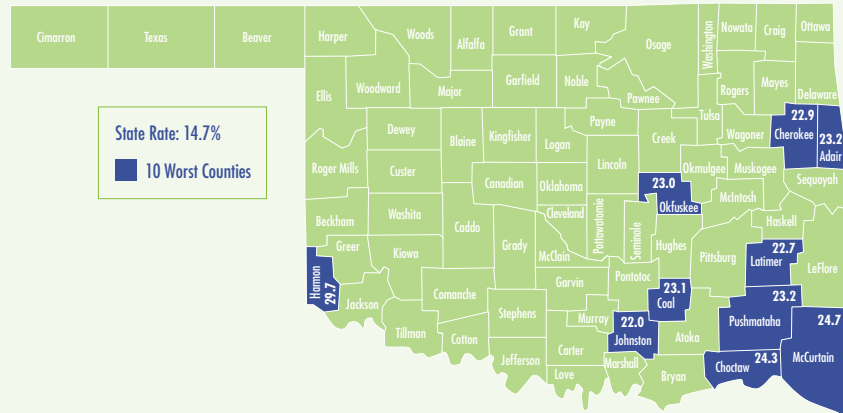 Cimarron
Texas
Beaver
Harper
Woods
Alfalfa
Grant
Kay
Osage
Washington
Nowata
Craig
Ottawa
Ellis
Woodward
Major
Garfield
Noble
Pawnee
Rogers
Mayes
Delaware
State Rate: 14.7%
10 Worst Counties
Dewey
Blaine
Kingfisher
Logan
Payne
Creek
Tulsa
Wagoner
22.9
Cherokee
23.2
Adair
Roger Mills
Custer
Canadian
Oklahoma
Lincoln
Okmulgee
Muskogee
Sequoyah
23.0
Okfuskee
McIntosh
Beckham
Washita
Caddo
Grady
Cleveland
McClain
Pottawatomie
Seminole
Hughes
Pittsburg
Haskell
22.7
Latimer
LeFlore
Greer
Kiowa
Harmon
29.7
Jackson
Comanche
Garvin
Pontotoc
23.1
Coal
23.2
Pushmataha
24.7
McCurtain
Tillman
Cotton
Stephens
Murray
22.0
Johnston
Atoka
Jefferson
Carter
Love
Marshall
Bryan
Choctaw
24.3